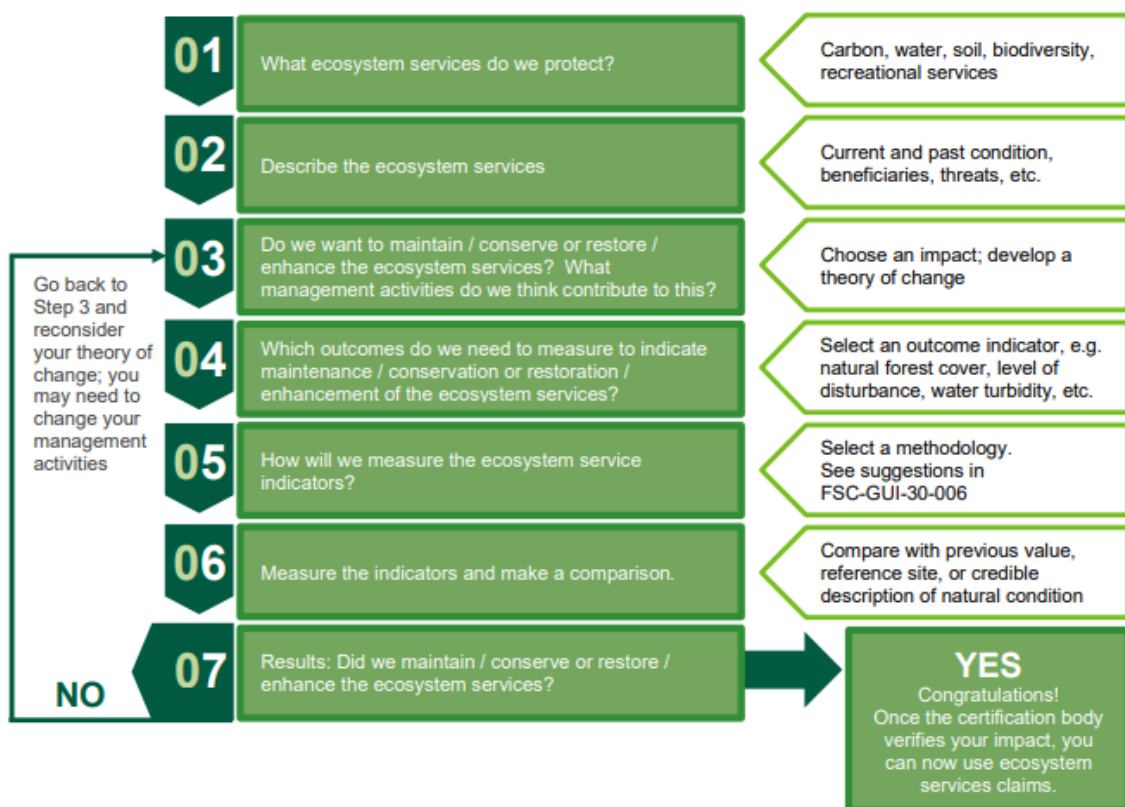 01
What ecosystem services do we protect?
Carbon, water, soil, biodiversity,
recreational services
02
Describe the ecosystem services
Current and past condition,
beneficiaries, threats, etc.
03
Do we want to maintain / conserve or restore /
enhance the ecosystem services? What
management activities do we think contribute to this?
Choose an impact; develop a
theory of change
Go back to
Step 3 and
reconsider
your theory of
change; you
may need to
change your
management
activities
04
Which outcomes do we need to measure to indicate
maintenance / conservation or restoration /
enhancement of the ecosystem services?
Select an outcome indicator, e.g.
natural forest cover, level of
disturbance, water turbidity, etc.
05
How will we measure the ecosystem service
indicators?
Select a methodology.
See suggestions in
FSC-GUI-30-006
06
Measure the indicators and make a comparison.
Compare with previous value,
reference site, or credible
description of natural condition
NO
07
Results: Did we maintain / conserve or restore /
enhance the ecosystem services?
YES
Congratulations!
Once the certification body
verifies your impact, you
can now use ecosystem
services claims.